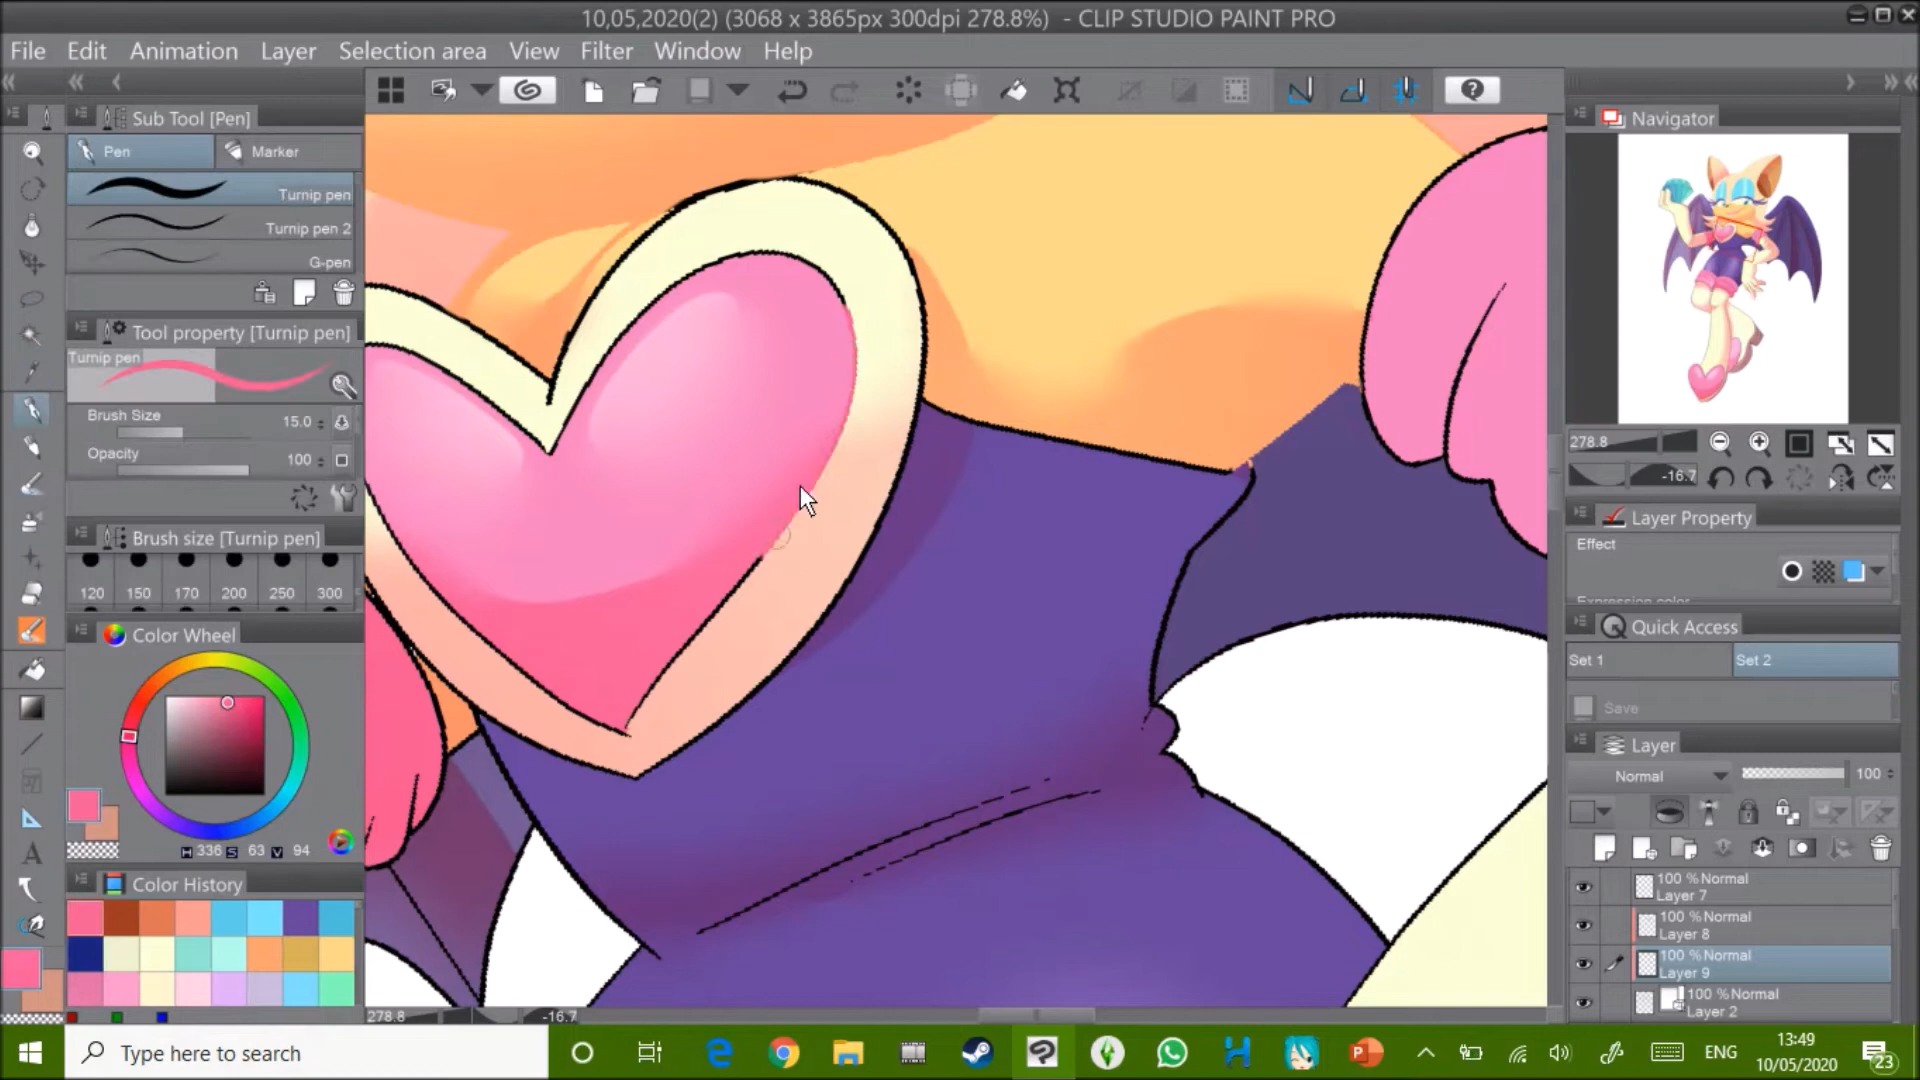 10,05,2020(2) (3068 x 3865px 300dpi 278.8%) - CLIP STUDIO PAINT PRO
File Edit Animation Layer Selection area View Filter Window Help
Sub Tool [Pen]
Pen Marker
Turnip pen
Turnip pen 2
G-pen
Tool property [Turnip pen]
Turnip pen
Brush Size 15.0
Opacity 100
Brush size [Turnip pen]
120 150 170 200 250 300
Color Wheel
H 336 S 63 V 94
Color History
278.8 -16.7
Navigator
278.8
-16.7
Layer Property
Effect
Expression color
Quick Access
Set 1 Set 2
Save
Layer
Normal 100
100 % Normal
Layer 7
100 % Normal
Layer 8
100 % Normal
Layer 9
100 % Normal
Layer 2
Type here to search
ENG
13:49
10/05/2020
23